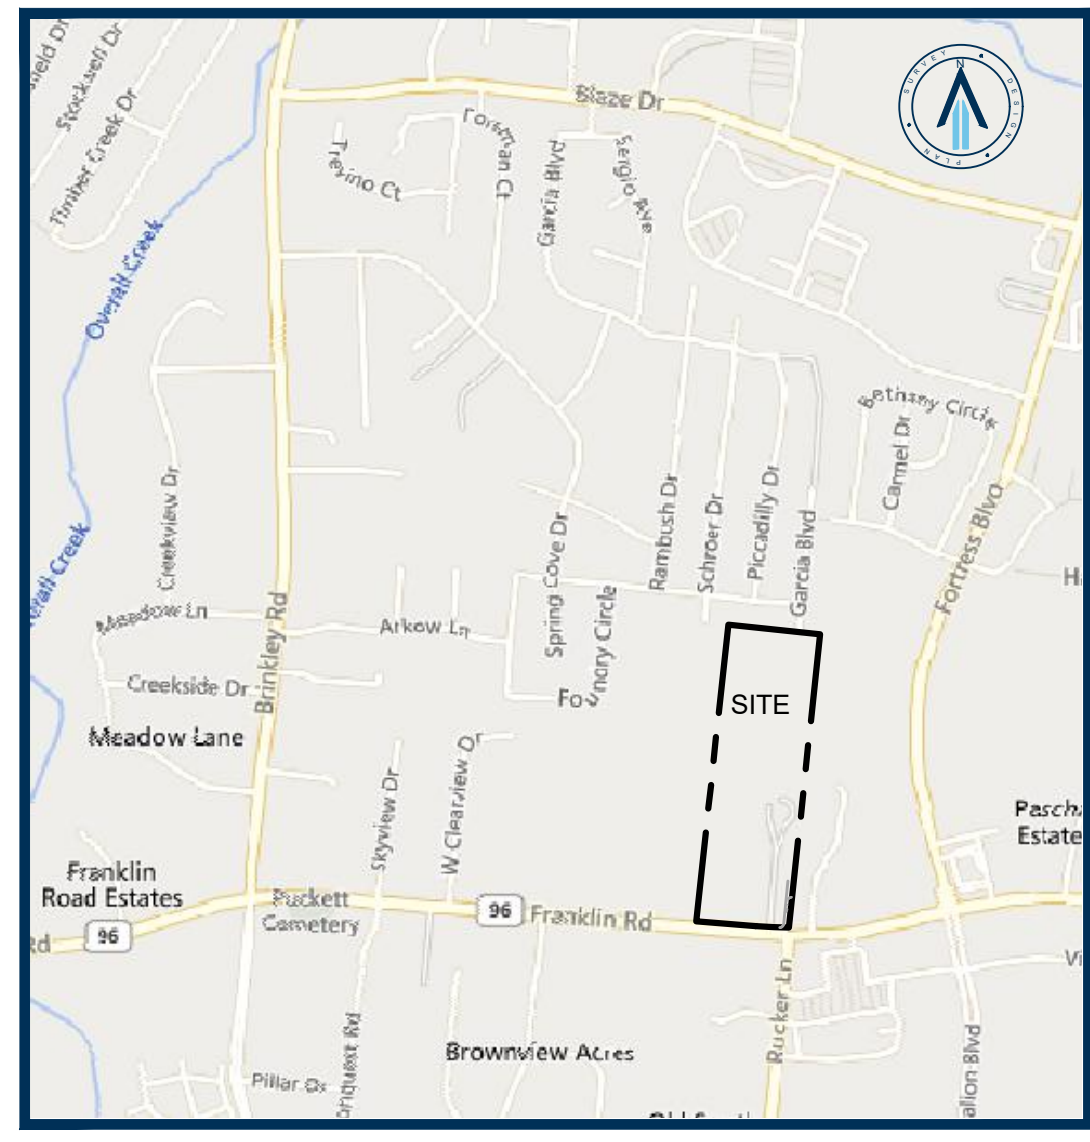 Stockwell Dr
Timber Creek Dr
Overall Creek
Trevino Ct
Forsman Ct
Blaze Dr
Garcia Blvd
Sergio Ave
SURVEY
N
DESIGN
PLAN
Bethany Circle
Carmel Dr
Fortress Blvd
Creekview Dr
Rambush Dr
Schroer Dr
Piccadilly Dr
Garcia Blvd
Spring Cove Dr
Meadow Ln
Brinkley Rd
Arkow Ln
Creekside Dr
SITE
Meadow Lane
Skyview Dr
W Clearview Dr
Franklin
Road Estates
Puckett
Cemetery
96
Franklin Rd
Rd
96
Rucker Ln
Brownview Acres
Pillar Dr